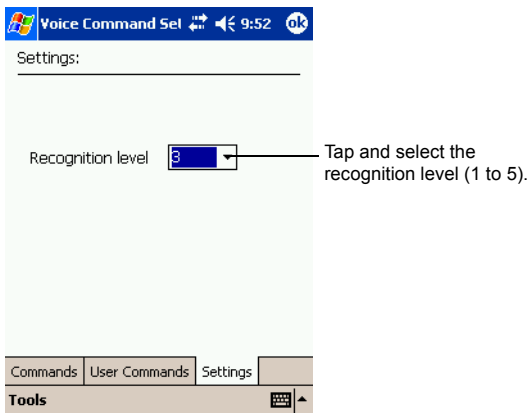 Voice Command Set 9:52 ok
Settings:
Recognition level 3
Tap and select the
recognition level (1 to 5).
Commands User Commands Settings
Tools